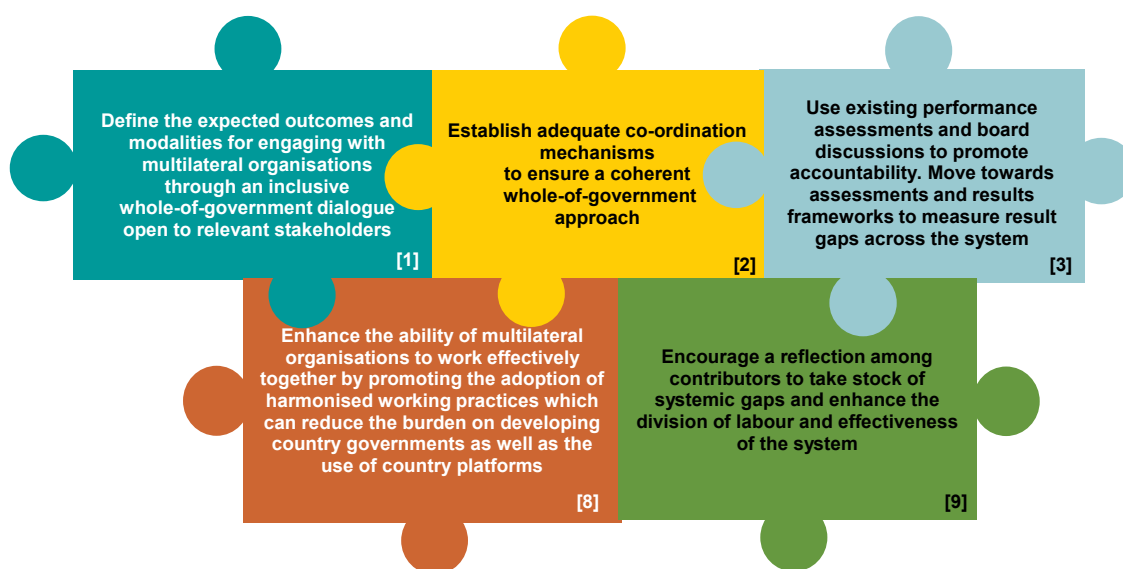 Define the expected outcomes and
modalities for engaging with
multilateral organisations
through an inclusive
whole-of-government dialogue
open to relevant stakeholders
[1]
Establish adequate co-ordination
mechanisms
to ensure a coherent
whole-of-government
approach
[2]
Use existing performance
assessments and board
discussions to promote
accountability. Move towards
assessments and results
frameworks to measure result
gaps across the system
[3]
Enhance the ability of multilateral
organisations to work effectively
together by promoting the adoption of
harmonised working practices which
can reduce the burden on developing
country governments as well as the
use of country platforms
[8]
Encourage a reflection among
contributors to take stock of
systemic gaps and enhance the
division of labour and effectiveness
of the system
[9]